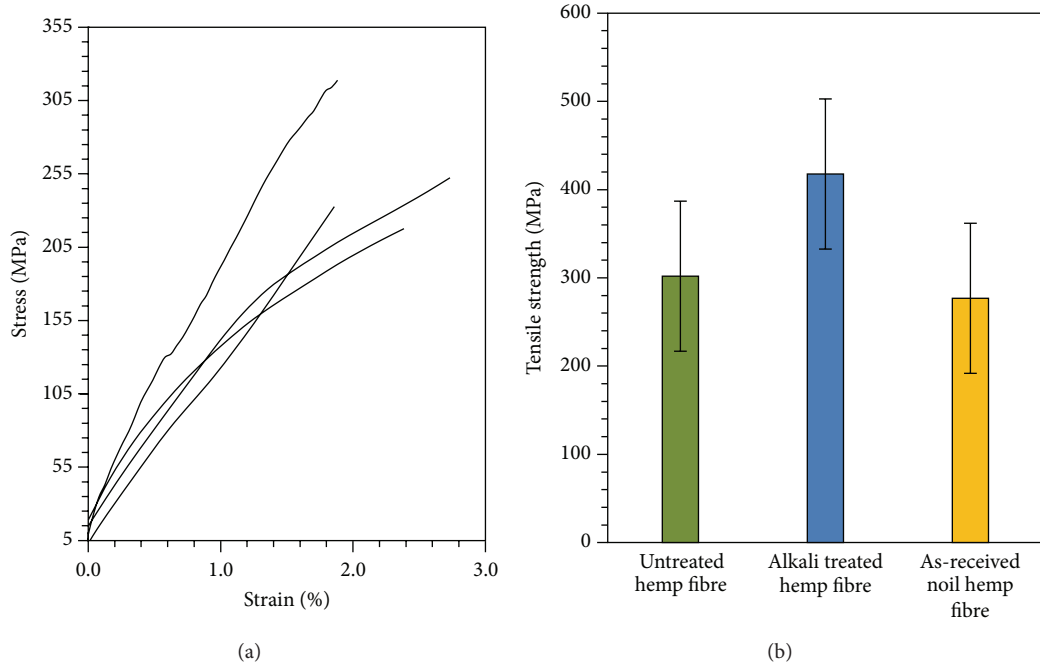 355
305
255
205
155
105
55
5
Stress (MPa)
0.0 1.0 2.0 3.0
Strain (%)
(a)
600
500
400
300
200
100
0
Tensile strength (MPa)
Untreated
hemp fibre
Alkali treated
hemp fibre
As-received
noil hemp
fibre
(b)